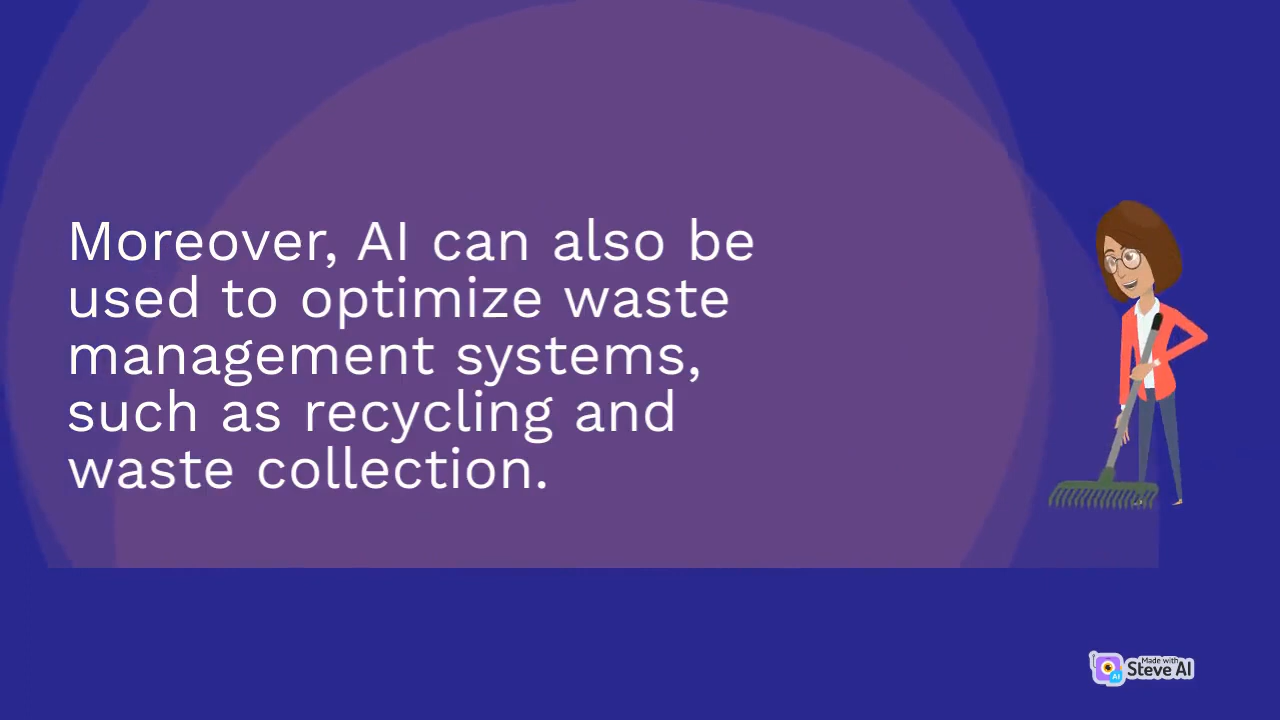 Moreover, AI can also be
used to optimize waste
management systems,
such as recycling and
waste collection.
Made with
Steve AI
AI